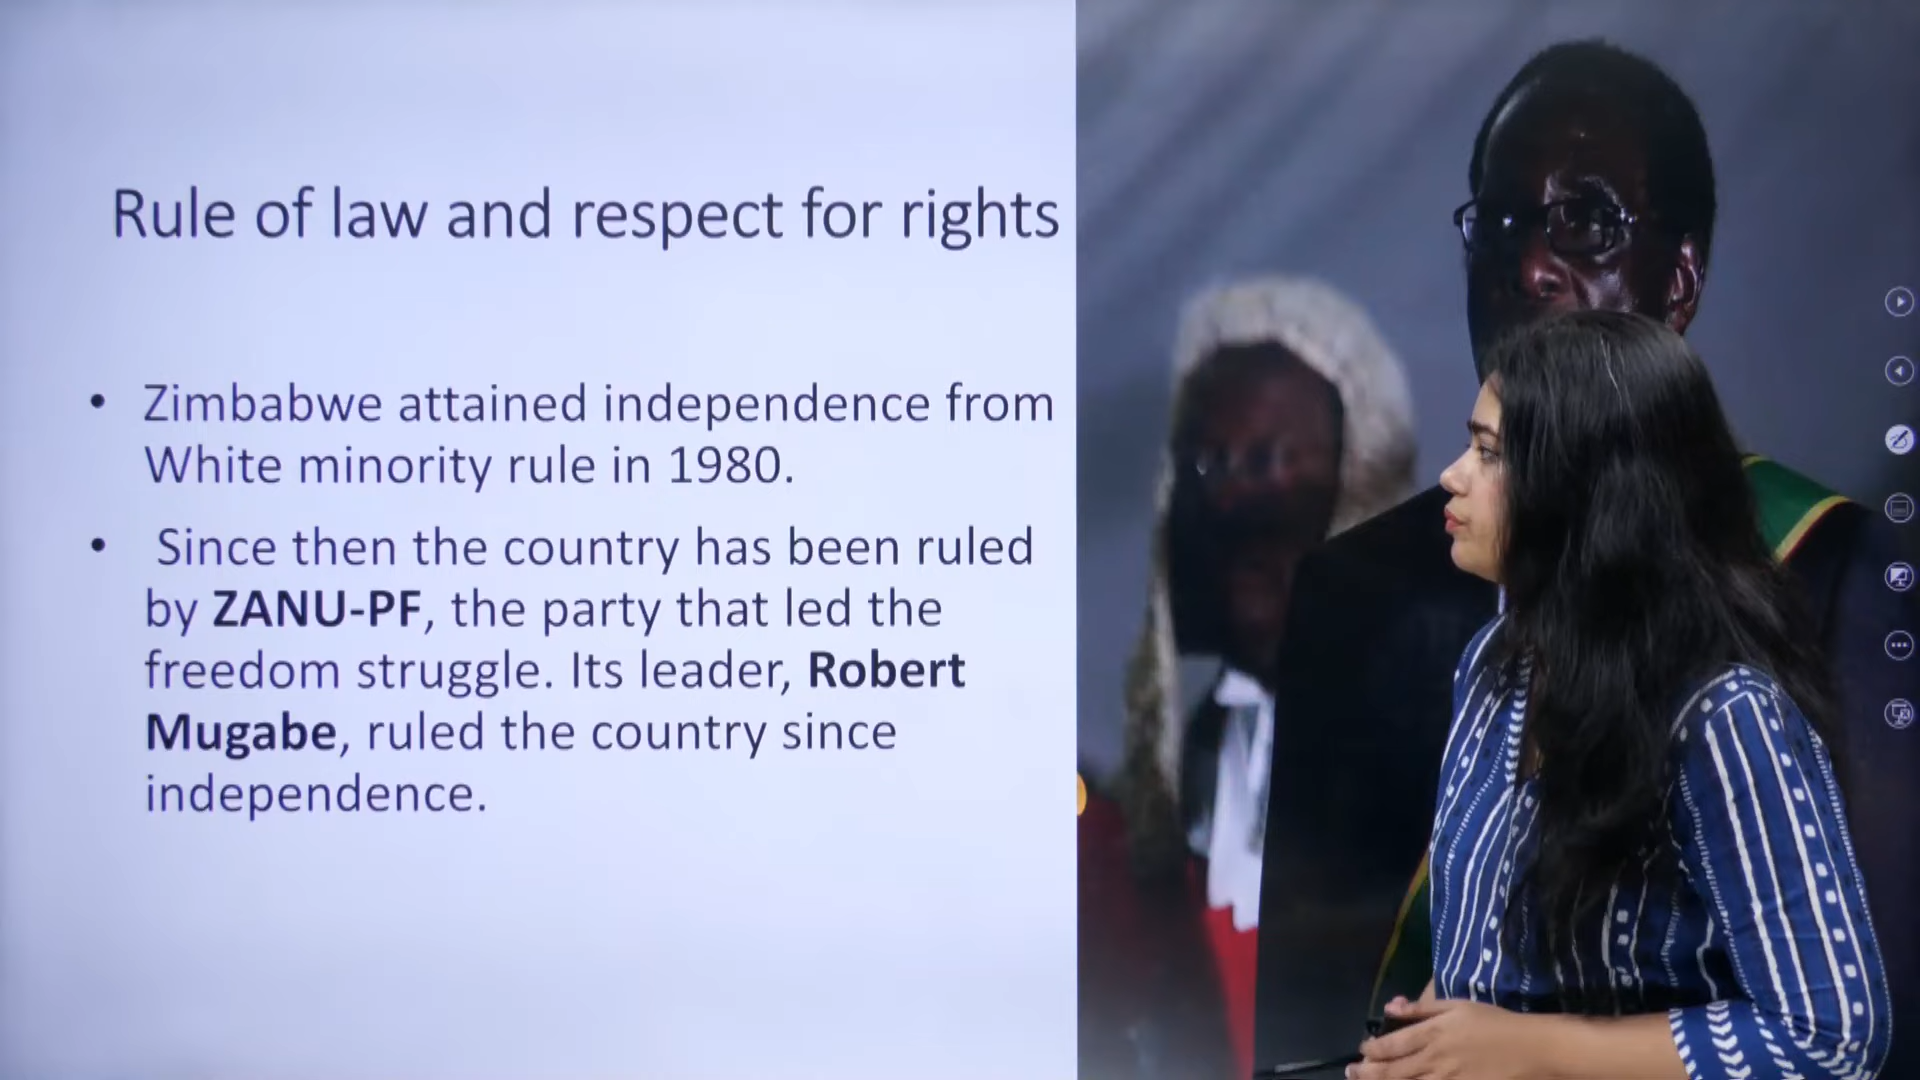 Rule of law and respect for rights
• Zimbabwe attained independence from
White minority rule in 1980.
• Since then the country has been ruled
by ZANU-PF, the party that led the
freedom struggle. Its leader, Robert
Mugabe, ruled the country since
independence.